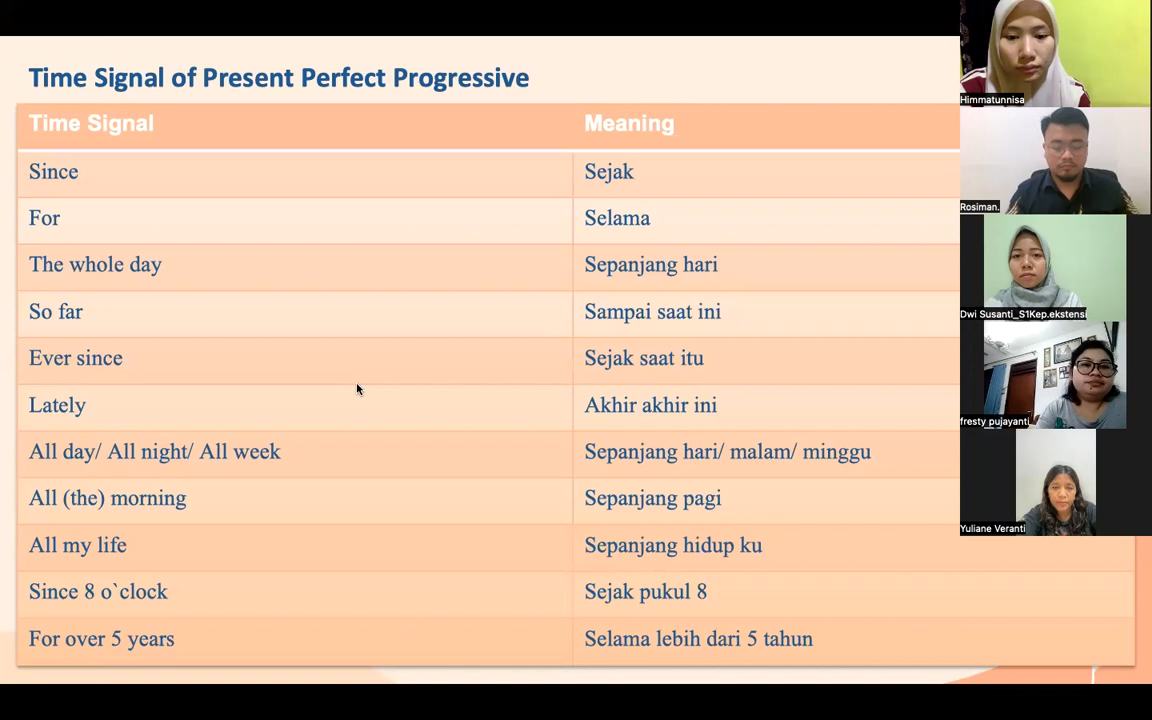 Time Signal of Present Perfect Progressive
Time Signal Meaning
Since Sejak
For Selama
The whole day Sepanjang hari
So far Sampai saat ini
Ever since Sejak saat itu
Lately Akhir akhir ini
All day/ All night/ All week Sepanjang hari/ malam/ minggu
All (the) morning Sepanjang pagi
All my life Sepanjang hidup ku
Since 8 o`clock Sejak pukul 8
For over 5 years Selama lebih dari 5 tahun
Himmatunnisa
Rosiman.
Dwi Susanti_S1Kep.ekstensi
fresty pujayanti
Yuliane Veranti